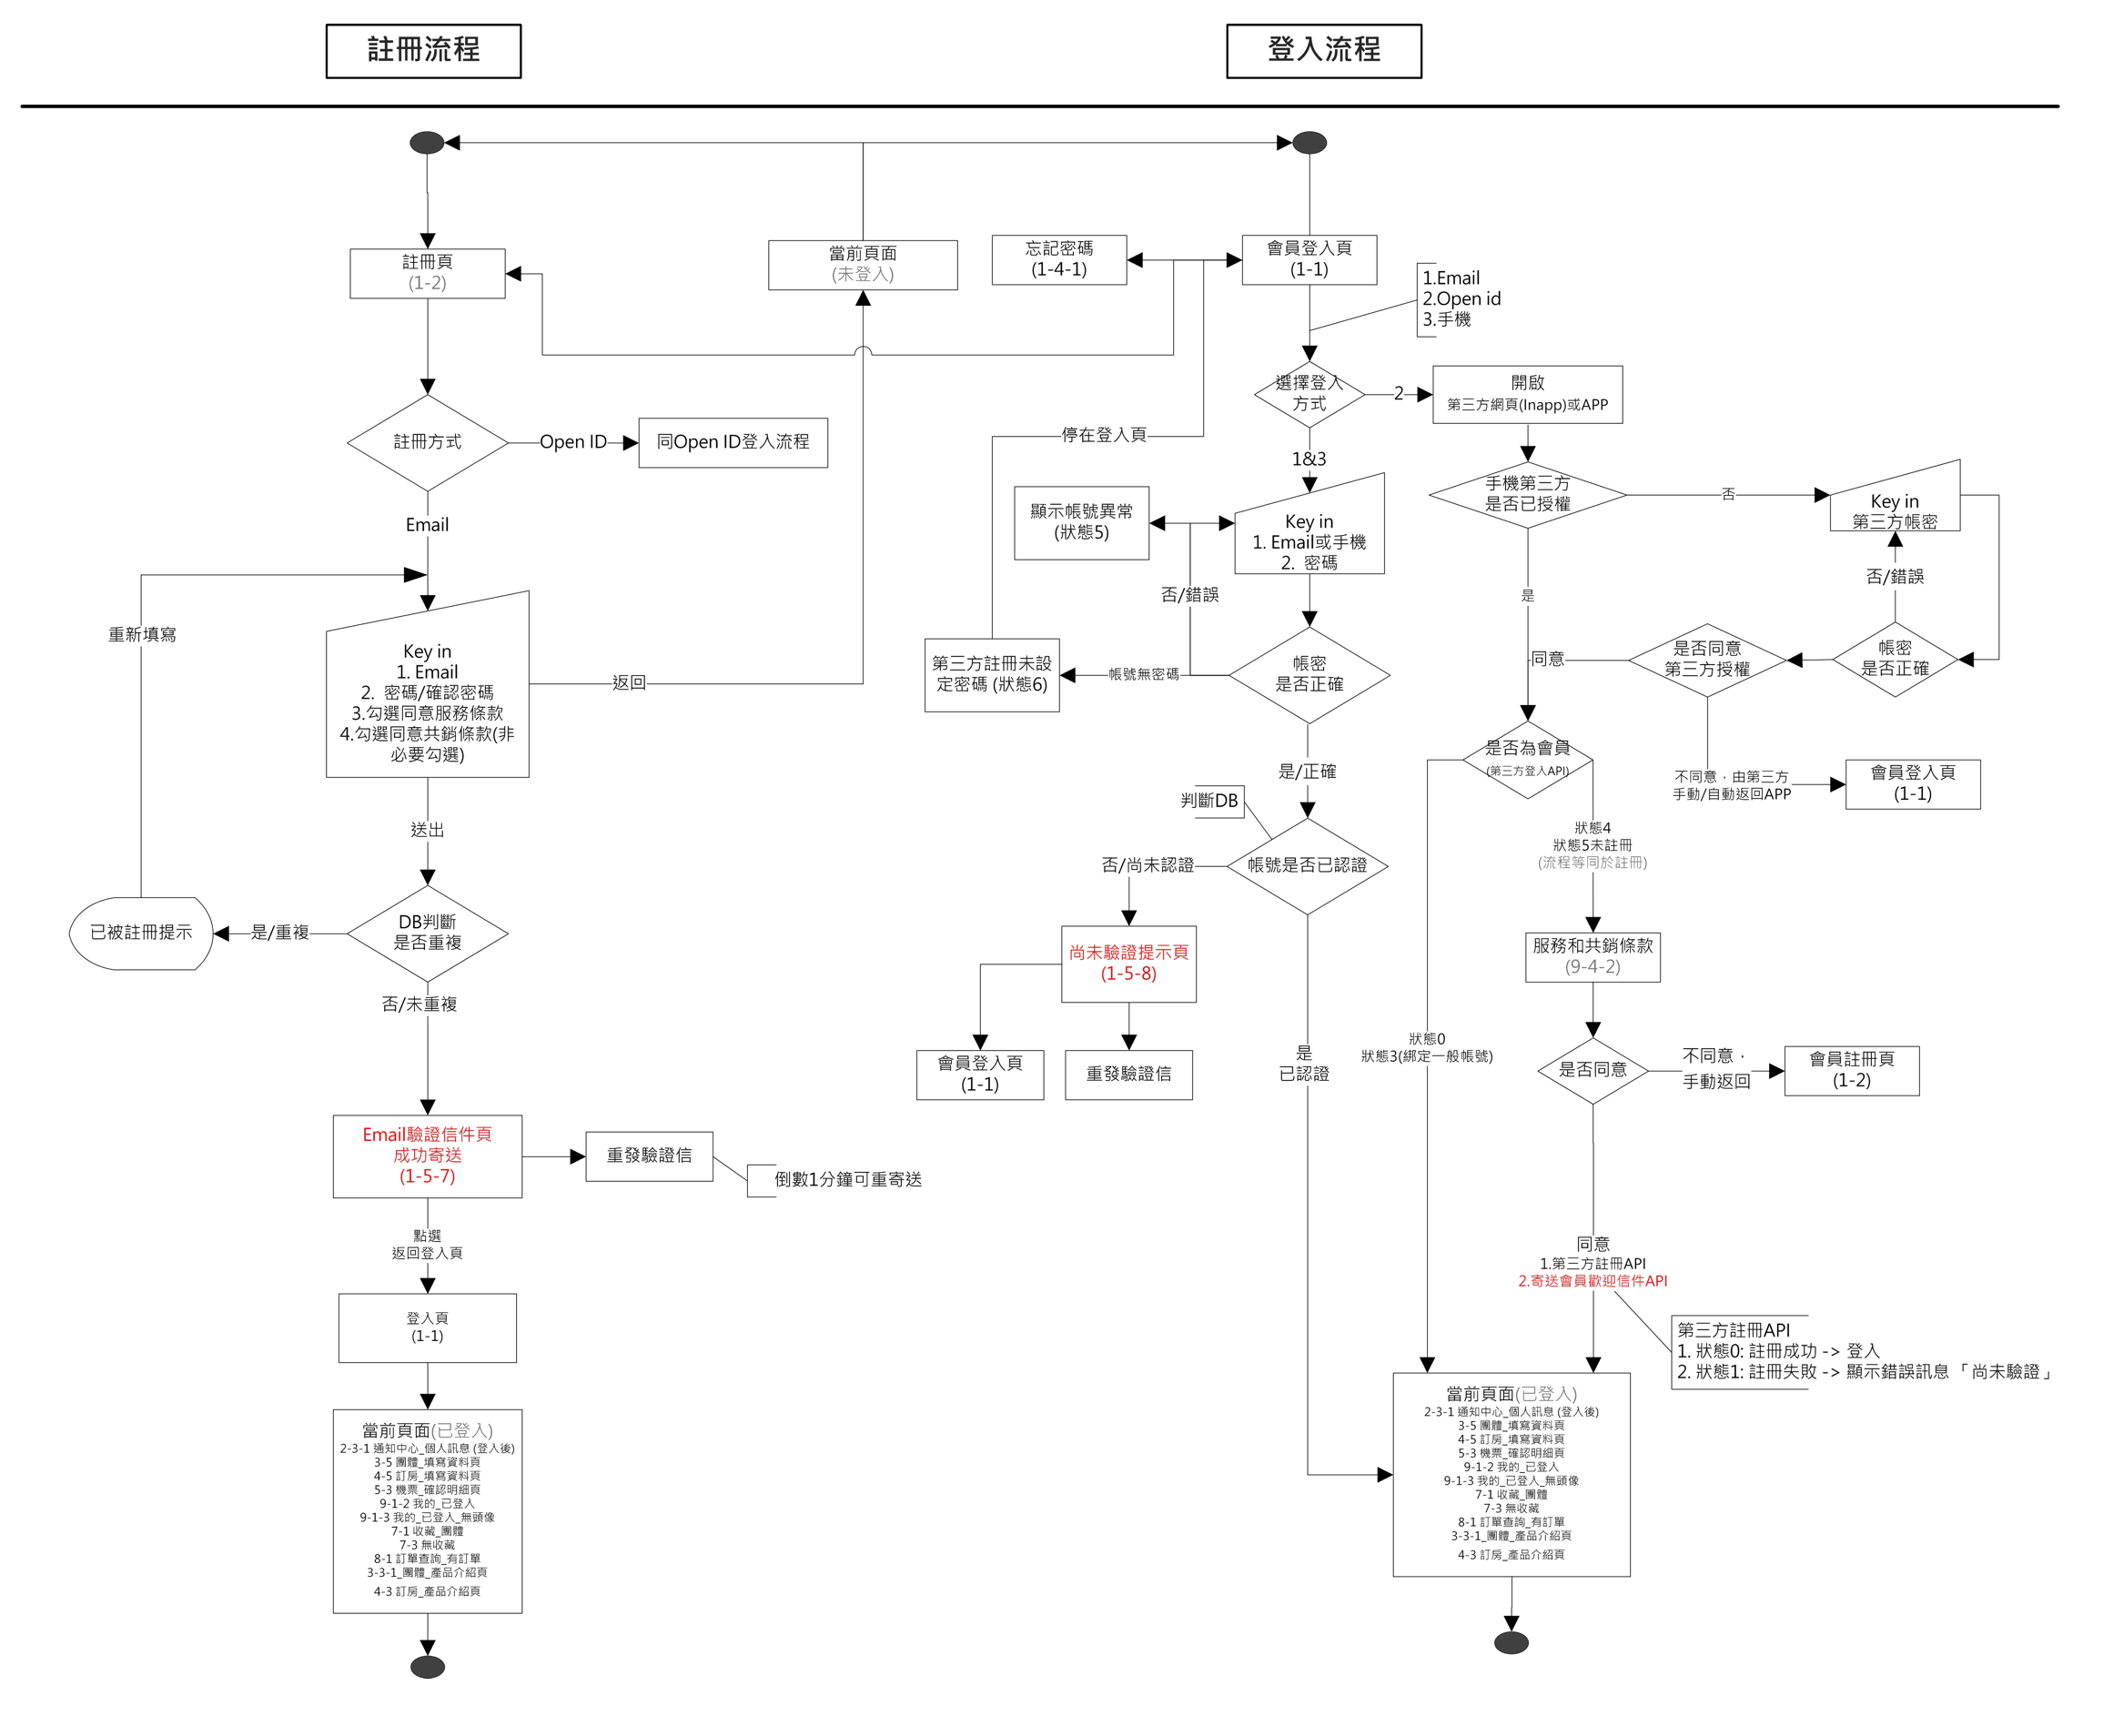 註冊流程
登入流程
註冊頁
(1-2)
當前頁面
(未登入)
忘記密碼
(1-4-1)
會員登入頁
(1-1)
1.Email
2.Open id
3.手機
註冊方式
Open ID
同Open ID登入流程
Email
重新填寫
Key in
1. Email
2. 密碼/確認密碼
3.勾選同意服務條款
4.勾選同意共銷條款(非
必要勾選)
返回
送出
DB判斷
是否重複
是/重複
已被註冊提示
否/未重複
Email驗證信件頁
成功寄送
(1-5-7)
重發驗證信
倒數1分鐘可重寄送
點選
返回登入頁
登入頁
(1-1)
當前頁面(已登入)
2-3-1 通知中心_個人訊息 (登入後)
3-5 團體_填寫資料頁
4-5 訂房_填寫資料頁
5-3 機票_確認明細頁
9-1-2 我的_已登入
9-1-3 我的_已登入_無頭像
7-1 收藏_團體
7-3 無收藏
8-1 訂單查詢_有訂單
3-3-1_團體_產品介紹頁
4-3 訂房_產品介紹頁
選擇登入
方式
2
開啟
第三方網頁(Inapp)或APP
停在登入頁
1&3
顯示帳號異常
(狀態5)
Key in
1. Email或手機
2. 密碼
否/錯誤
第三方註冊未設
定密碼 (狀態6)
帳號無密碼
帳密
是否正確
是/正確
判斷DB
帳號是否已認證
否/尚未認證
尚未驗證提示頁
(1-5-8)
會員登入頁
(1-1)
重發驗證信
是
已認證
手機第三方
是否已授權
否
Key in
第三方帳密
否/錯誤
是
帳密
是否正確
是否同意
第三方授權
同意
不同意，由第三方
手動/自動返回APP
會員登入頁
(1-1)
是否為會員
(第三方登入API)
狀態4
狀態5未註冊
(流程等同於註冊)
服務和共銷條款
(9-4-2)
狀態0
狀態3(綁定一般帳號)
是否同意
不同意，
手動返回
會員註冊頁
(1-2)
同意
1.第三方註冊API
2.寄送會員歡迎信件API
第三方註冊API
1. 狀態0: 註冊成功 -> 登入
2. 狀態1: 註冊失敗 -> 顯示錯誤訊息「尚未驗證」
當前頁面(已登入)
2-3-1 通知中心_個人訊息 (登入後)
3-5 團體_填寫資料頁
4-5 訂房_填寫資料頁
5-3 機票_確認明細頁
9-1-2 我的_已登入
9-1-3 我的_已登入_無頭像
7-1 收藏_團體
7-3 無收藏
8-1 訂單查詢_有訂單
3-3-1_團體_產品介紹頁
4-3 訂房_產品介紹頁